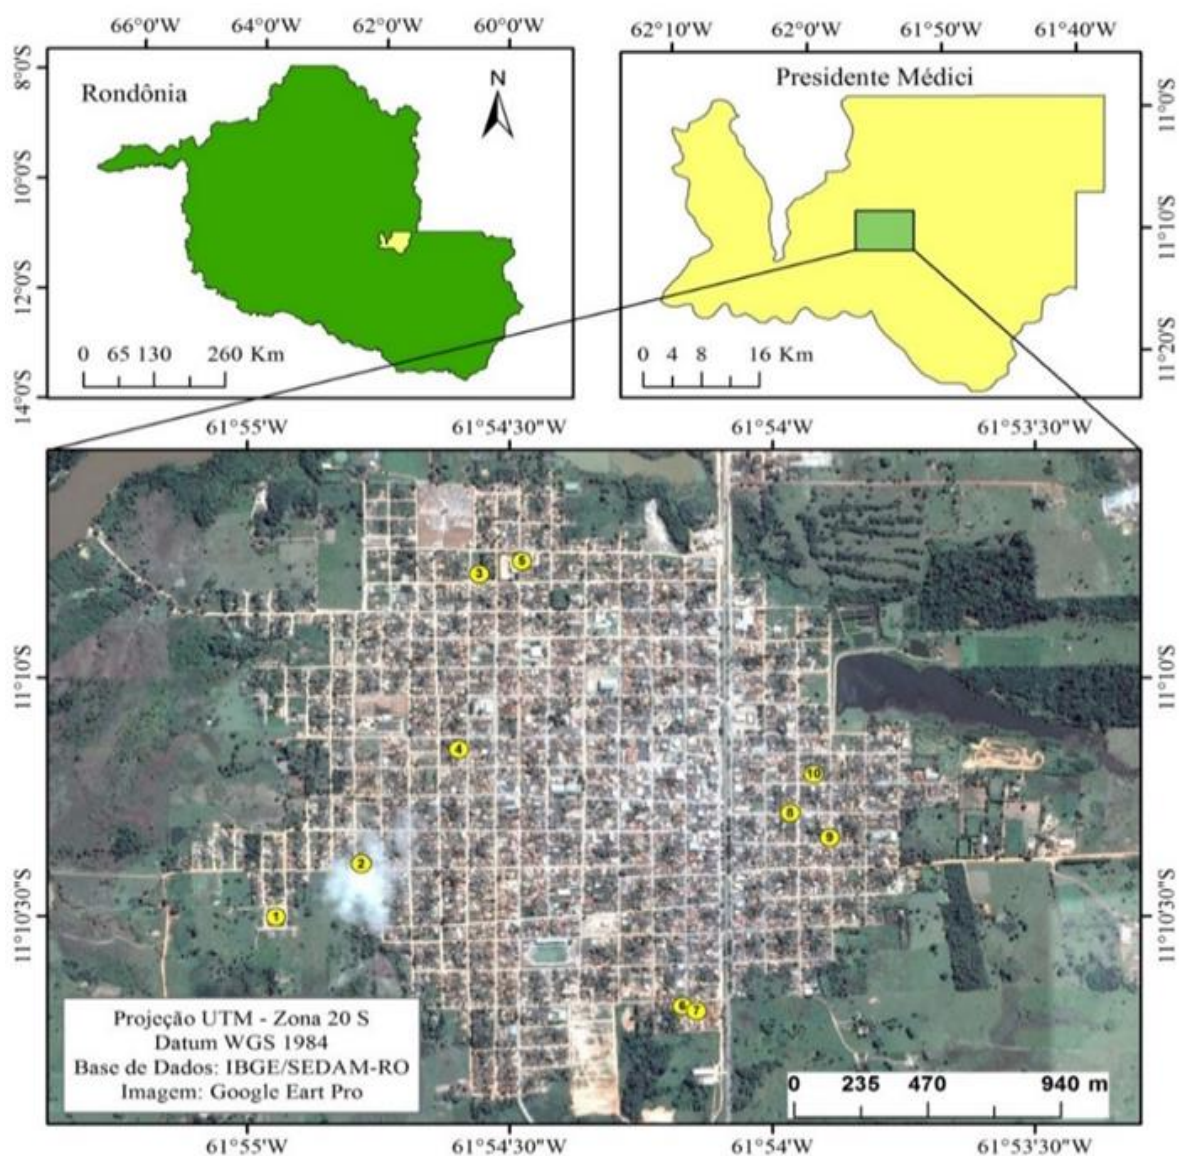 66°0'W 64°0'W 62°0'W 60°0'W
62°10'W 62°0'W 61°50'W 61°40'W
8°0'S
10°0'S
12°0'S
14°0'S
Rondônia
N
0 65 130 260 Km
Presidente Médici
0 4 8 16 Km
11°0'S
11°10'S
11°20'S
61°55'W 61°54'30"W 61°54'W 61°53'30"W
11°10'S
11°10'30"S
11°10'S
11°10'30"S
5
3
4
10
8
9
2
1
6
7
Projeção UTM - Zona 20 S
Datum WGS 1984
Base de Dados: IBGE/SEDAM-RO
Imagem: Google Eart Pro
0 235 470 940 m
61°55'W 61°54'30"W 61°54'W 61°53'30"W